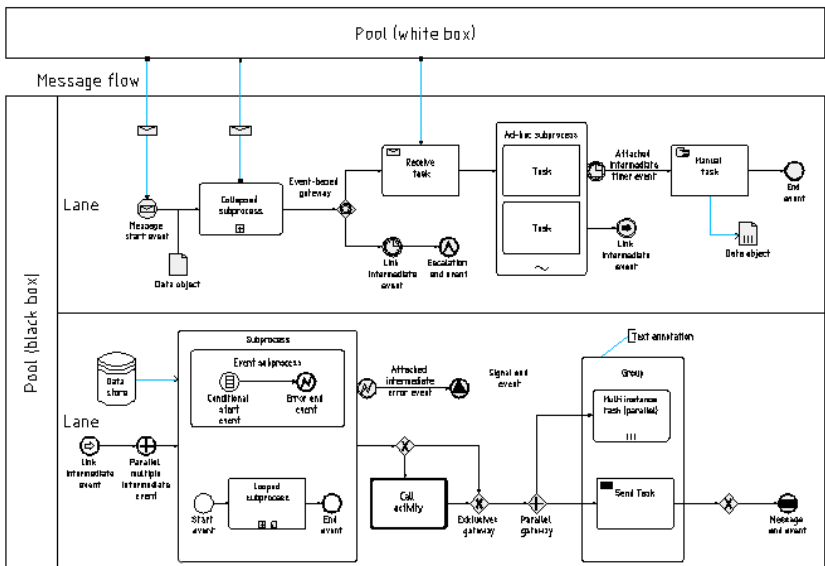 Pool (white box)
Message flow
Pool (black box)
Lane
Message
start event
Data object
Collapsed
subprocess
Event-based
gateway
Receive
task
Link
intermediate
event
Escalation
end event
Ad-hoc subprocess
Task
Task
Attached
intermediate
timer event
Link
intermediate
event
Manual
task
End
event
Data object
Lane
Data
store
Link
intermediate
event
Parallel
multiple
intermediate
event
Subprocess
Event subprocess
Conditional
start
event
Error end
event
Start
event
Looped
subprocess
End
event
Attached
intermediate
error event
Signal end
event
Call
activity
Exklusives
gateway
Parallel
gateway
Text annotation
Group
Multi instance
task (parallel)
Send Task
Message
end event